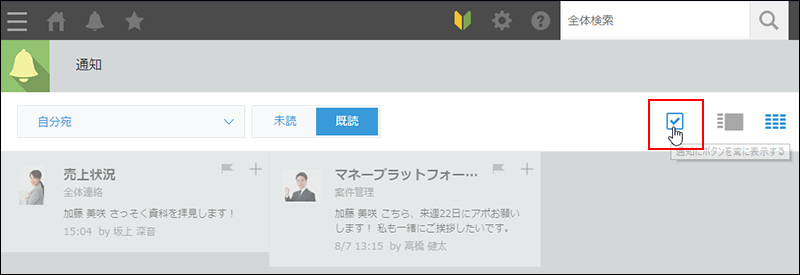 全体検索
通知
自分宛
未読
既読
通知にボタンを常に表示する
売上状況
全体連絡
加藤 美咲 さっそく資料を拝見します！
15:04 by 坂上 深音
マネープラットフォー…
案件管理
加藤 美咲 こちら、来週22日にアポお願い
します！ 私も一緒にご挨拶したいです。
8/7 13:15 by 高橋 健太